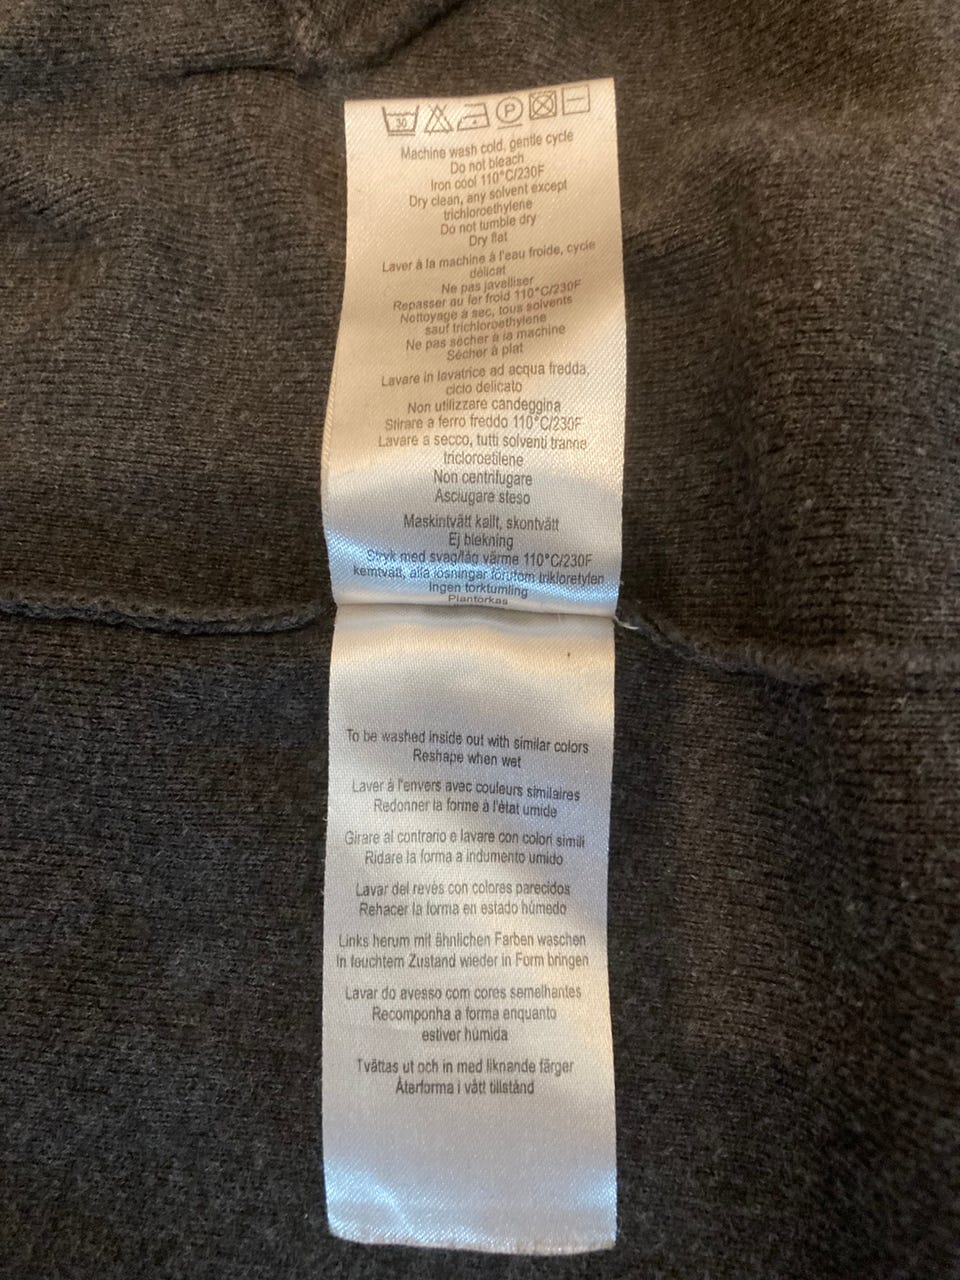 30 P
Machine wash cold, gentle cycle
Do not bleach
Iron cool 110°C/230F
Dry clean, any solvent except
trichloroethylene
Do not tumble dry
Dry flat
Laver à la machine à l'eau froide, cycle
délicat
Ne pas javelliser
Repasser au fer froid 110°C/230F
Nettoyage à sec, tous solvents
sauf trichloroethylene
Ne pas sécher à la machine
Sécher à plat
Lavare in lavatrice ad acqua fredda,
ciclo delicato
Non utilizzare candeggina
Stirare a ferro freddo 110°C/230F
Lavare a secco, tutti solventi tranne
tricloroetilene
Non centrifugare
Asciugare steso
Maskintvätt kallt, skontvätt
Ej blekning
Stryk med svag/låg värme 110°C/230F
kemtvätt, alla lösningar förutom trikloretylen
Ingen torktumling
Plantorkas
To be washed inside out with similar colors
Reshape when wet
Laver à l'envers avec couleurs similaires
Redonner la forme à l'état umide
Girare al contrario e lavare con colori simili
Ridare la forma a indumento umido
Lavar del revés con colores parecidos
Rehacer la forma en estado húmedo
Links herum mit ähnlichen Farben waschen
In feuchtem Zustand wieder in Form bringen
Lavar do avesso com cores semelhantes
Recomponha a forma enquanto
estiver húmida
Tvättas ut och in med liknande färger
Återforma i vått tillstånd